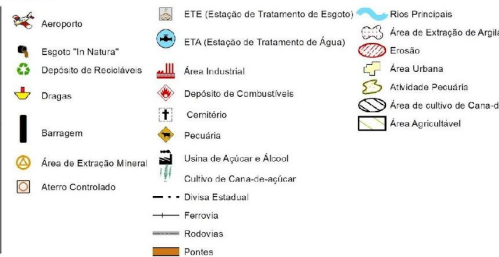 Aeroporto
Esgoto "In Natura"
Depósito de Recicláveis
Dragas
Barragem
Área de Extração Mineral
Aterro Controlado
ETE (Estação de Tratamento de Esgoto)
ETA (Estação de Tratamento de Água)
Área Industrial
Depósito de Combustíveis
Cemitério
Pecuária
Usina de Açúcar e Álcool
Cultivo de Cana-de-açúcar
Divisa Estadual
Ferrovia
Rodovias
Pontes
Rios Principais
Área de Extração de Argila
Erosão
Área Urbana
Atividade Pecuária
Área de cultivo de Cana-d
Área Agricultável